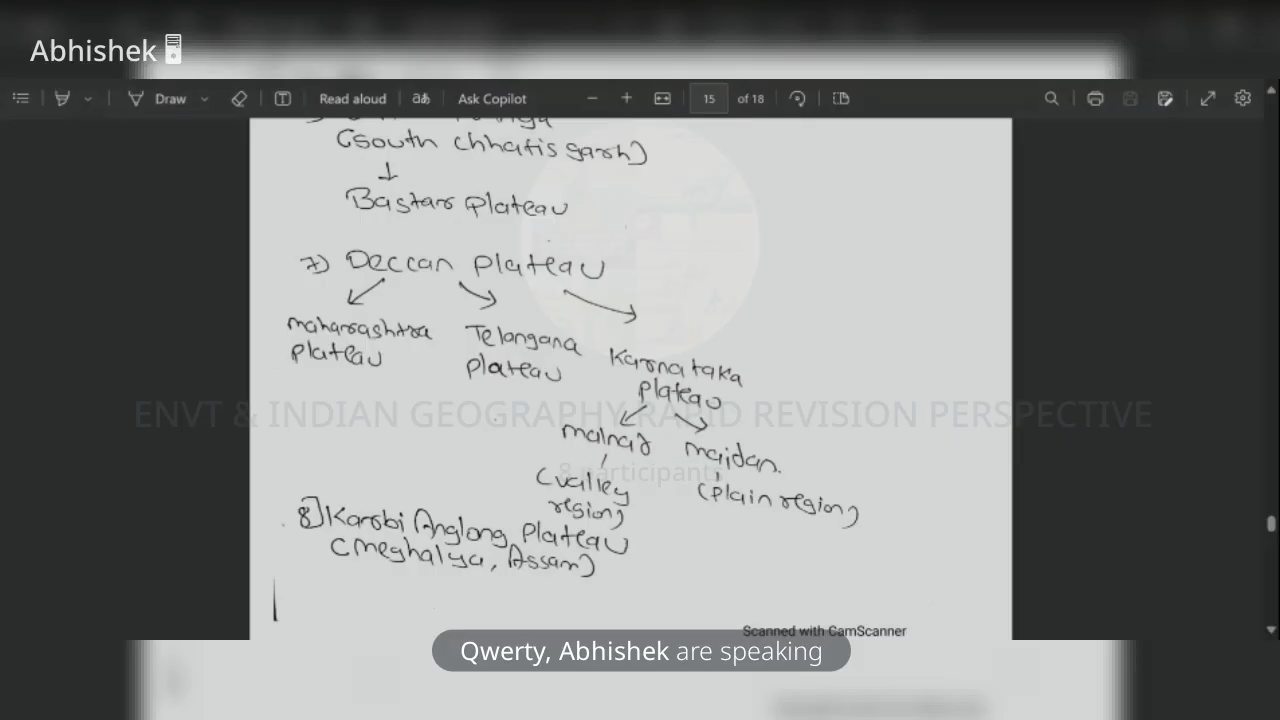 Abhishek
Draw
Read aloud
Ask Copilot
15 of 18
(south chhatisgarh)
Bastar plateau
7) Deccan plateau
maharashtra plateau
Telangana plateau
Karnataka plateau
ENVT & INDIAN GEOGRAPHY RAPID REVISION PERSPECTIVE
malnad
maidan.
8 participants
(valley region)
(plain region)
8] Karbi Anglong Plateau
(meghalya, Assam)
Scanned with CamScanner
Qwerty, Abhishek are speaking